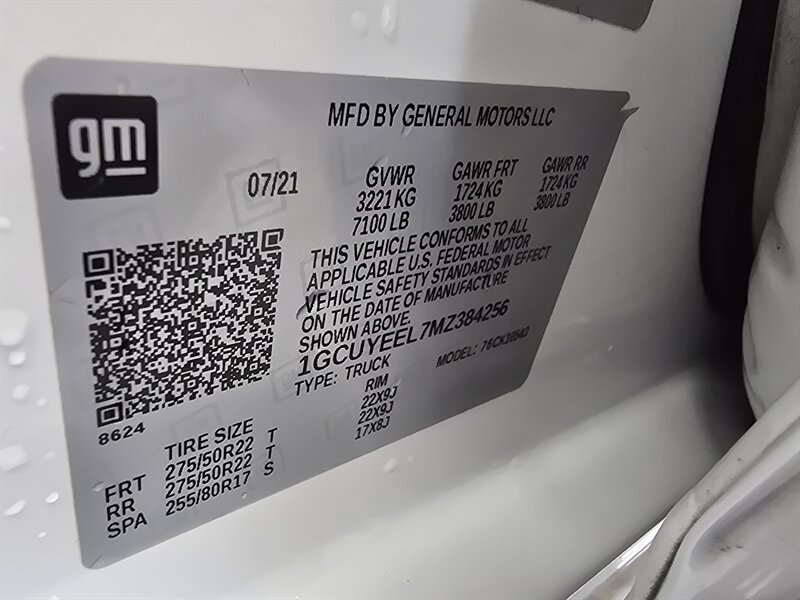 gm
MFD BY GENERAL MOTORS LLC
07/21
GVWR GAWR FRT GAWR RR
3221 KG 1724 KG 1724 KG
7100 LB 3800 LB 3800 LB
THIS VEHICLE CONFORMS TO ALL
APPLICABLE U.S. FEDERAL MOTOR
VEHICLE SAFETY STANDARDS IN EFFECT
ON THE DATE OF MANUFACTURE
SHOWN ABOVE.
1GCUYEEL7MZ384256
TYPE: TRUCK MODEL: 76CK10543
8624
TIRE SIZE RIM
FRT 275/50R22 T 22X9J
RR 275/50R22 T 22X9J
SPA 255/80R17 S 17X8J